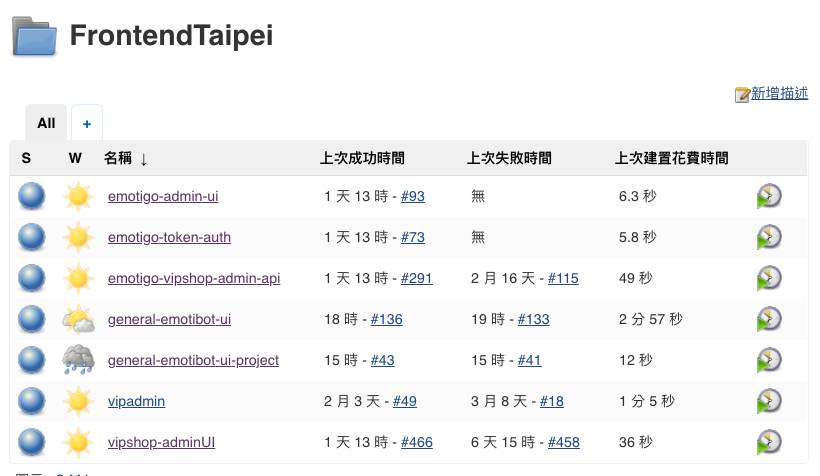 FrontendTaipei
新增描述
All +
S W 名稱 ↓ 上次成功時間 上次失敗時間 上次建置花費時間
emotigo-admin-ui 1 天 13 時 - #93 無 6.3 秒
emotigo-token-auth 1 天 13 時 - #73 無 5.8 秒
emotigo-vipshop-admin-api 1 天 13 時 - #291 2 月 16 天 - #115 49 秒
general-emotibot-ui 18 時 - #136 19 時 - #133 2 分 57 秒
general-emotibot-ui-project 15 時 - #43 15 時 - #41 12 秒
vipadmin 2 月 3 天 - #49 3 月 8 天 - #18 1 分 5 秒
vipshop-adminUI 1 天 13 時 - #466 6 天 15 時 - #458 36 秒